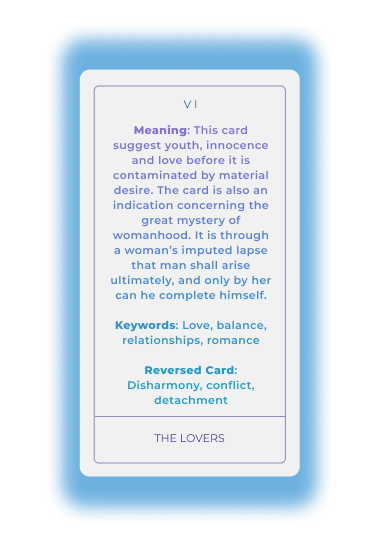 VI
Meaning: This card
suggest youth, innocence
and love before it is
contaminated by material
desire. The card is also an
indication concerning the
great mystery of
womanhood. It is through
a woman’s imputed lapse
that man shall arise
ultimately, and only by her
can he complete himself.
Keywords: Love, balance,
relationships, romance
Reversed Card:
Disharmony, conflict,
detachment
THE LOVERS